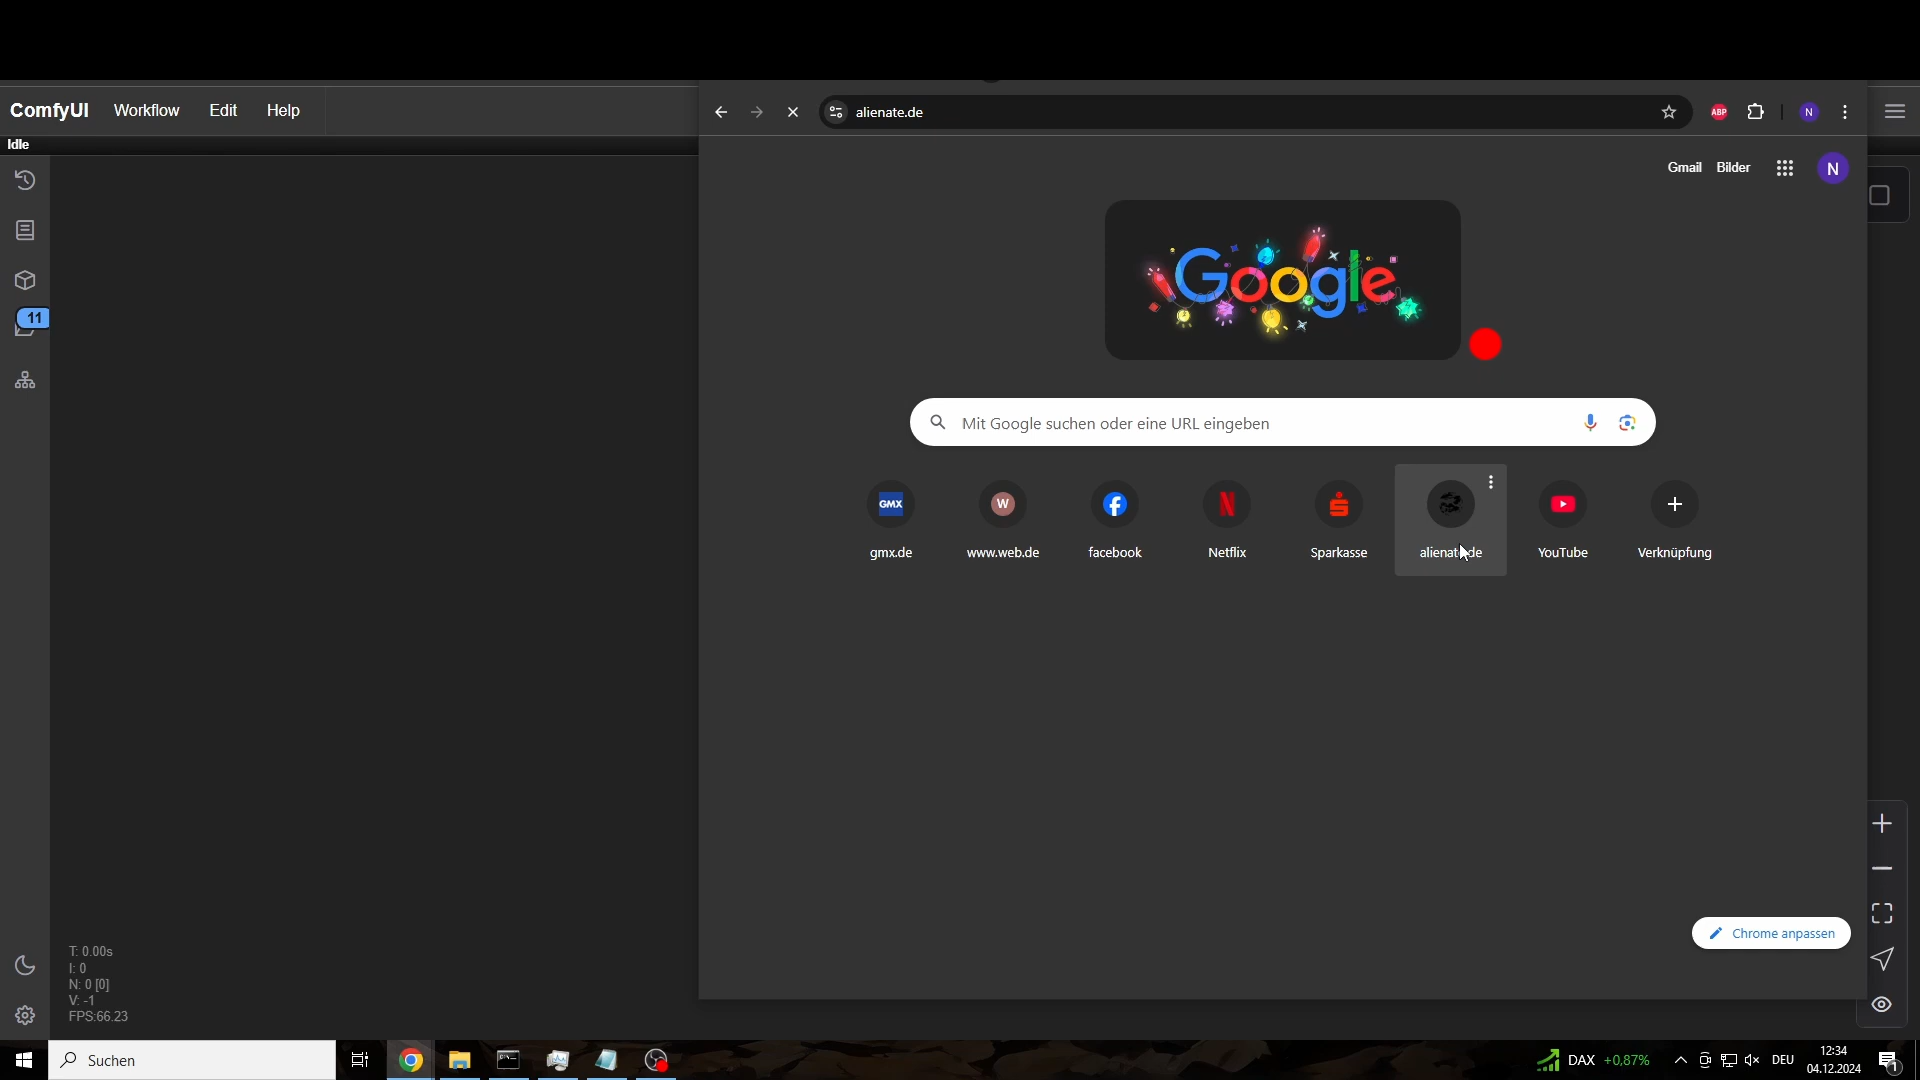 ComfyUI Workflow Edit Help
alienate.de
ABP
N
Idle
Gmail Bilder
N
Google
11
Mit Google suchen oder eine URL eingeben
GMX
W
gmx.de
www.web.de
facebook
Netflix
Sparkasse
alienate.de
YouTube
Verknüpfung
Chrome anpassen
T: 0.00s
I: 0
N: 0 [0]
V: -1
FPS:66.23
Suchen
DAX +0,87%
DEU
12:34
04.12.2024
1